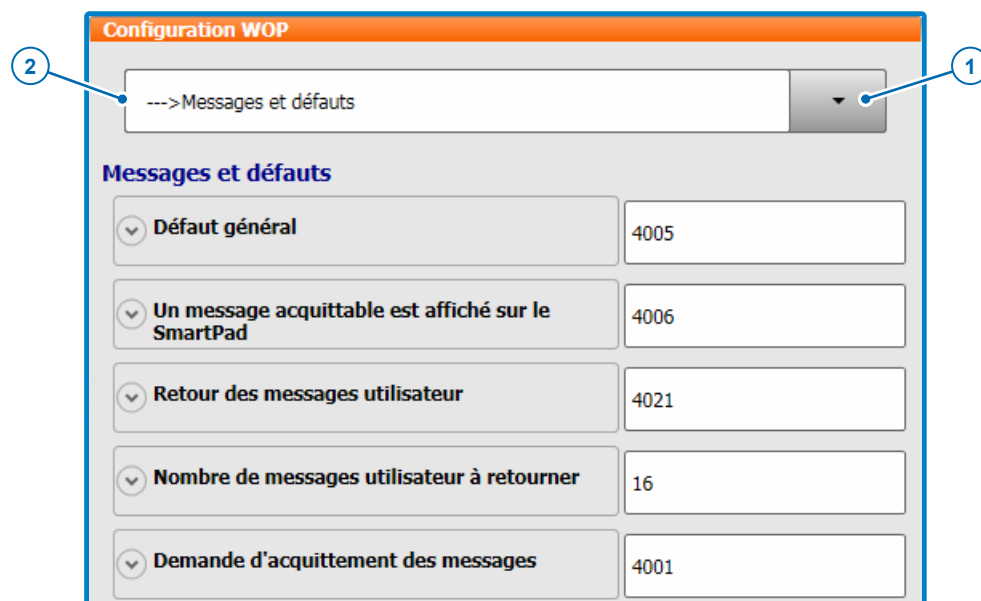 Configuration WOP
2
1
--->Messages et défauts
Messages et défauts
Défaut général
4005
Un message acquittable est affiché sur le
SmartPad
4006
Retour des messages utilisateur
4021
Nombre de messages utilisateur à retourner
16
Demande d'acquittement des messages
4001